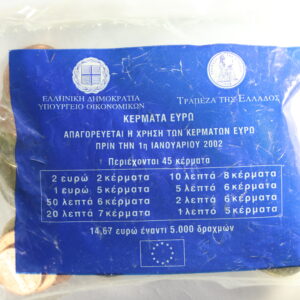 ΕΛΛΗΝΙΚΗ ΔΗΜΟΚΡΑΤΙΑ
ΥΠΟΥΡΓΕΙΟ ΟΙΚΟΝΟΜΙΚΩΝ
ΤΡΑΠΕΖΑ ΤΗΣ ΕΛΛΑΔΟΣ
ΚΕΡΜΑΤΑ ΕΥΡΩ
ΑΠΑΓΟΡΕΥΕΤΑΙ Η ΧΡΗΣΗ ΤΩΝ ΚΕΡΜΑΤΩΝ ΕΥΡΩ
ΠΡΙΝ ΤΗΝ 1η ΙΑΝΟΥΑΡΙΟΥ 2002
Περιέχονται 45 κέρματα
2 ευρώ 2 κέρματα 10 λεπτά 8 κέρματα
1 ευρώ 5 κέρματα 5 λεπτά 6 κέρματα
50 λεπτά 6 κέρματα 2 λεπτά 6 κέρματα
20 λεπτά 7 κέρματα 1 λεπτό 5 κέρματα
14,67 ευρώ έναντι 5.000 δραχμών